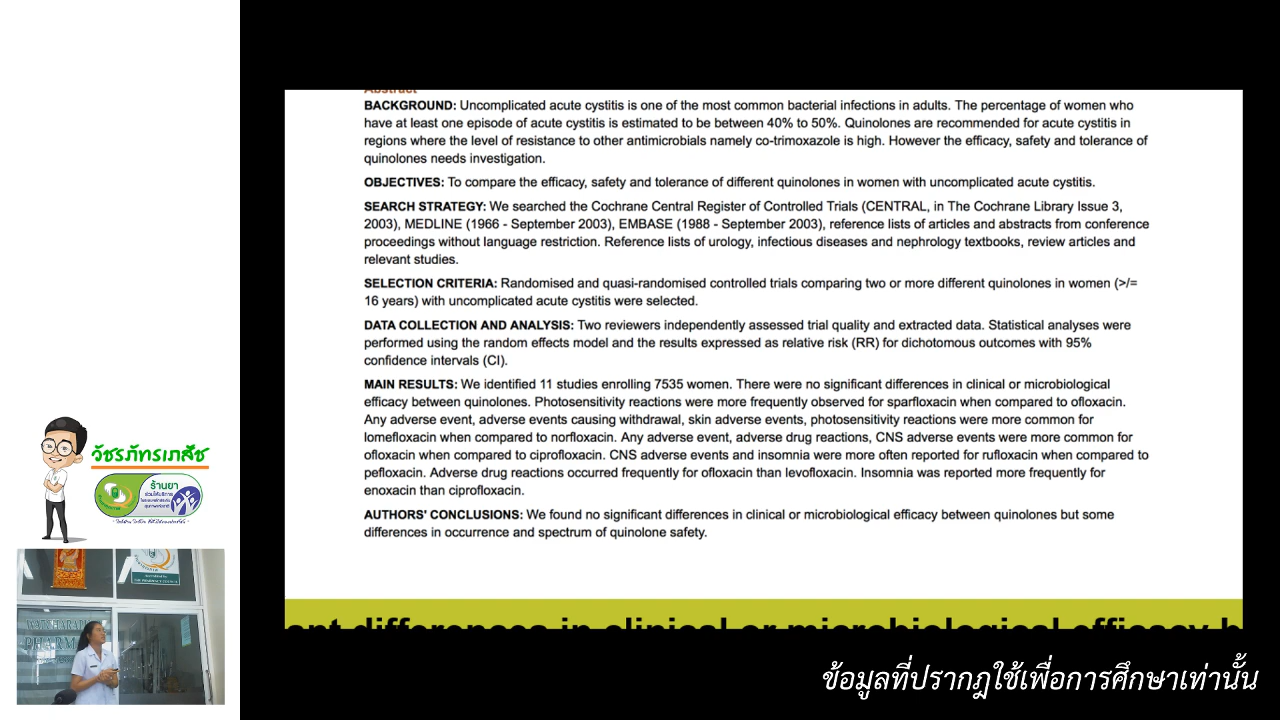 Abstract
BACKGROUND: Uncomplicated acute cystitis is one of the most common bacterial infections in adults. The percentage of women who
have at least one episode of acute cystitis is estimated to be between 40% to 50%. Quinolones are recommended for acute cystitis in
regions where the level of resistance to other antimicrobials namely co-trimoxazole is high. However the efficacy, safety and tolerance of
quinolones needs investigation.
OBJECTIVES: To compare the efficacy, safety and tolerance of different quinolones in women with uncomplicated acute cystitis.
SEARCH STRATEGY: We searched the Cochrane Central Register of Controlled Trials (CENTRAL, in The Cochrane Library Issue 3,
2003), MEDLINE (1966 - September 2003), EMBASE (1988 - September 2003), reference lists of articles and abstracts from conference
proceedings without language restriction. Reference lists of urology, infectious diseases and nephrology textbooks, review articles and
relevant studies.
SELECTION CRITERIA: Randomised and quasi-randomised controlled trials comparing two or more different quinolones in women (>/=
16 years) with uncomplicated acute cystitis were selected.
DATA COLLECTION AND ANALYSIS: Two reviewers independently assessed trial quality and extracted data. Statistical analyses were
performed using the random effects model and the results expressed as relative risk (RR) for dichotomous outcomes with 95%
confidence intervals (CI).
MAIN RESULTS: We identified 11 studies enrolling 7535 women. There were no significant differences in clinical or microbiological
efficacy between quinolones. Photosensitivity reactions were more frequently observed for sparfloxacin when compared to ofloxacin.
Any adverse event, adverse events causing withdrawal, skin adverse events, photosensitivity reactions were more common for
lomefloxacin when compared to norfloxacin. Any adverse event, adverse drug reactions, CNS adverse events were more common for
ofloxacin when compared to ciprofloxacin. CNS adverse events and insomnia were more often reported for rufloxacin when compared to
pefloxacin. Adverse drug reactions occurred frequently for ofloxacin than levofloxacin. Insomnia was reported more frequently for
enoxacin than ciprofloxacin.
AUTHORS' CONCLUSIONS: We found no significant differences in clinical or microbiological efficacy between quinolones but some
differences in occurrence and spectrum of quinolone safety.
ant differences in clinical or microbiological efficacy b
วัชรภัทรเภสัช
ร้านยา
ข้อมูลที่ปรากฎใช้เพื่อการศึกษาเท่านั้น